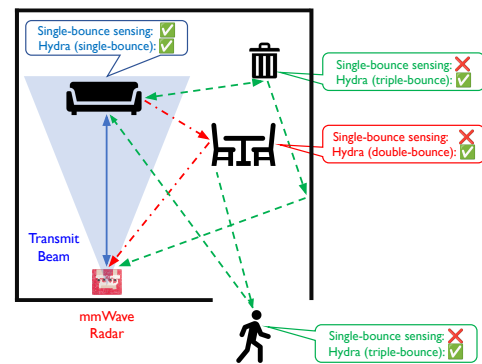 Single-bounce sensing: ✅
Hydra (single-bounce): ✅
Single-bounce sensing: ❌
Hydra (triple-bounce): ✅
Single-bounce sensing: ❌
Hydra (double-bounce): ✅
Transmit
Beam
mmWave
Radar
Single-bounce sensing: ❌
Hydra (triple-bounce): ✅